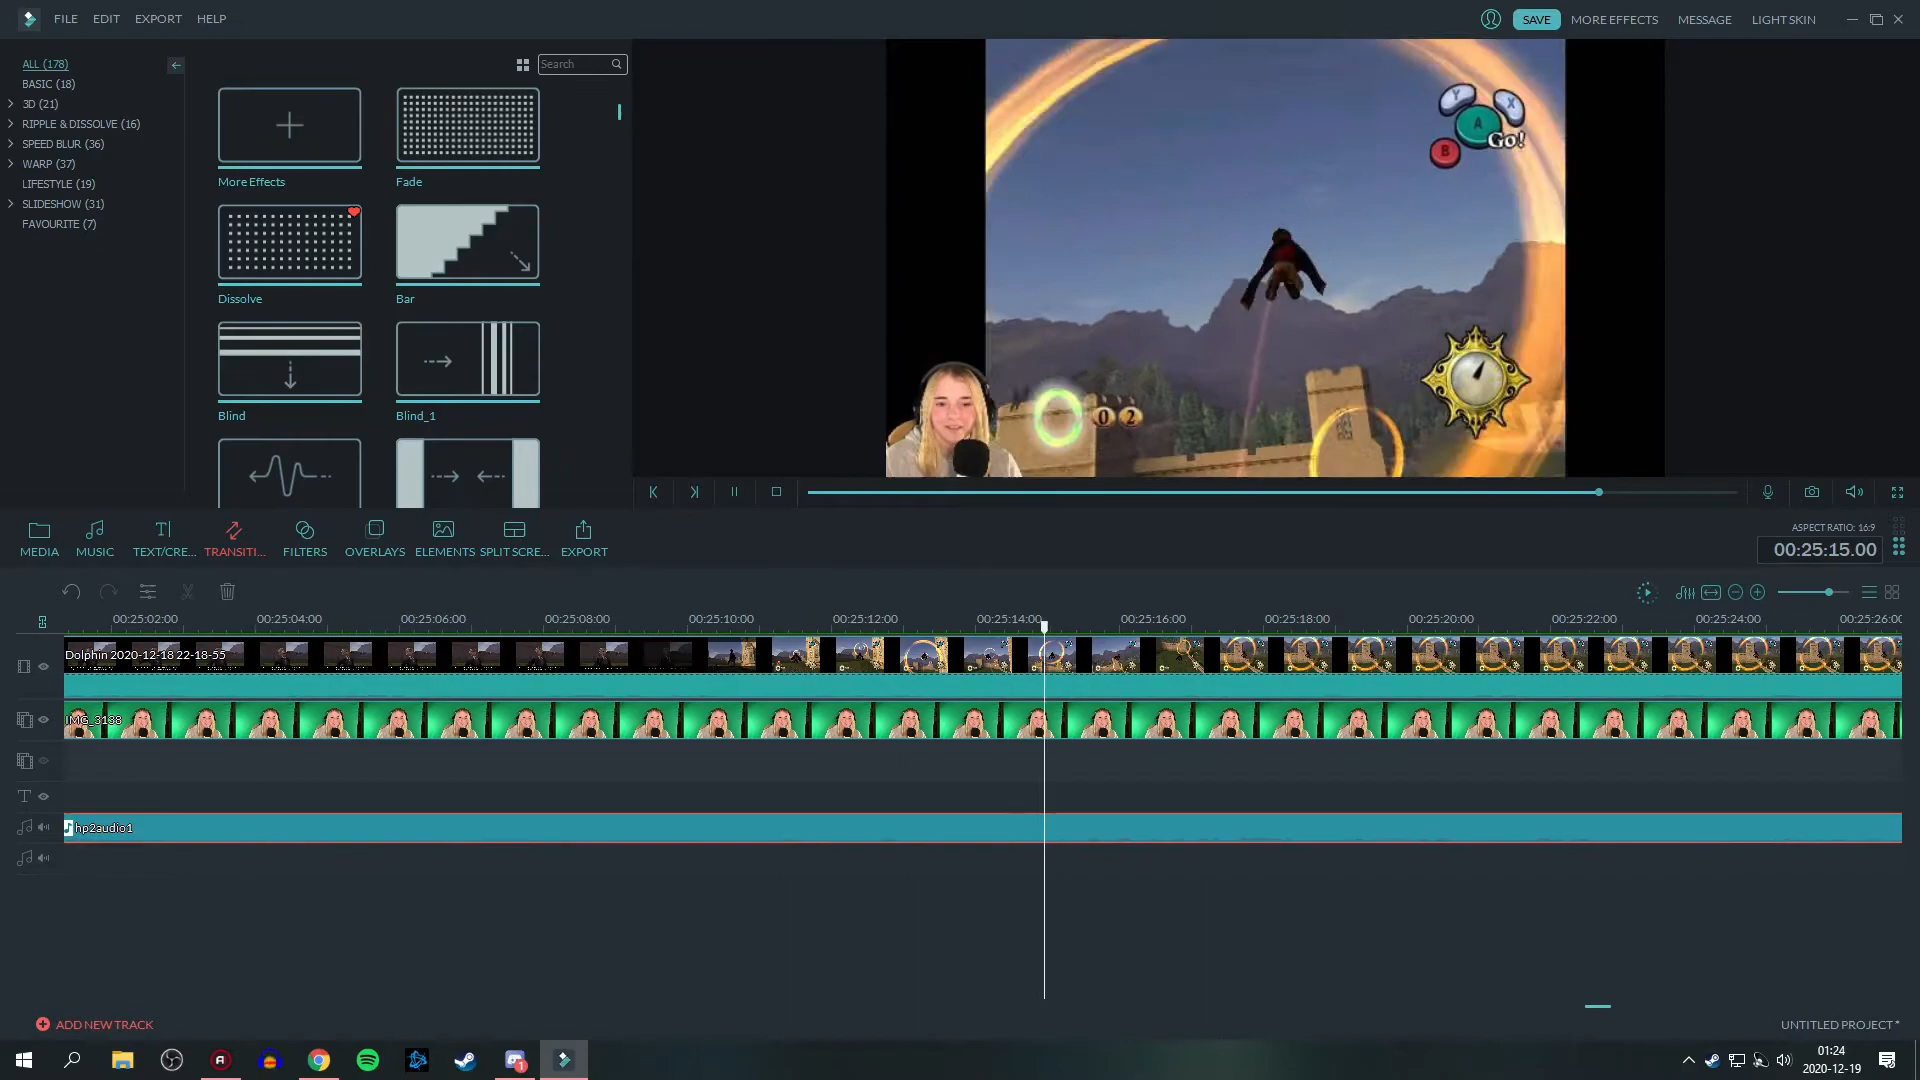 FILE EDIT EXPORT HELP
SAVE MORE EFFECTS MESSAGE LIGHT SKIN
ALL (178)
BASIC (18)
3D (21)
RIPPLE & DISSOLVE (16)
SPEED BLUR (36)
WARP (37)
LIFESTYLE (19)
SLIDESHOW (31)
FAVOURITE (7)
Search
More Effects Fade
Dissolve Bar
Blind Blind_1
Y X
A
Go!
B
0 2
MEDIA MUSIC TEXT/CRE... TRANSITI... FILTERS OVERLAYS ELEMENTS SPLIT SCRE... EXPORT
ASPECT RATIO: 16:9
00:25:15.00
00:25:02:00 00:25:04:00 00:25:06:00 00:25:08:00 00:25:10:00 00:25:12:00 00:25:14:00 00:25:16:00 00:25:18:00 00:25:20:00 00:25:22:00 00:25:24:00 00:25:26:00
Dolphin 2020-12-18 22-18-55
IMG_3138
hp2audio1
ADD NEW TRACK
UNTITLED PROJECT *
1
01:24
2020-12-19